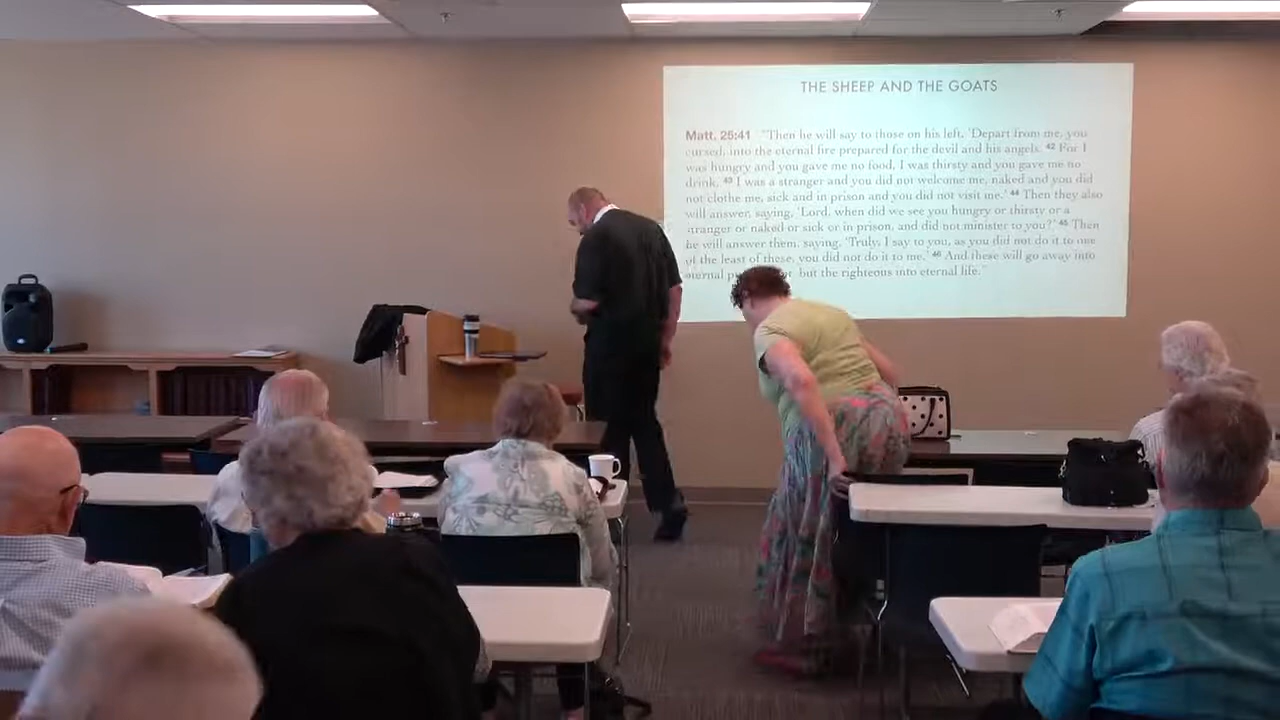 THE SHEEP AND THE GOATS
Matt. 25:41 "Then he will say to those on his left, 'Depart from me, you
cursed, into the eternal fire prepared for the devil and his angels. 42 For I
was hungry and you gave me no food, I was thirsty and you gave me no
drink, 43 I was a stranger and you did not welcome me, naked and you did
not clothe me, sick and in prison and you did not visit me.' 44 Then they also
will answer, saying, 'Lord, when did we see you hungry or thirsty or a
stranger or naked or sick or in prison, and did not minister to you?' 45 Then
he will answer them, saying, 'Truly, I say to you, as you did not do it to one
of the least of these, you did not do it to me.' 46 And these will go away into
eternal but the righteous into eternal life."